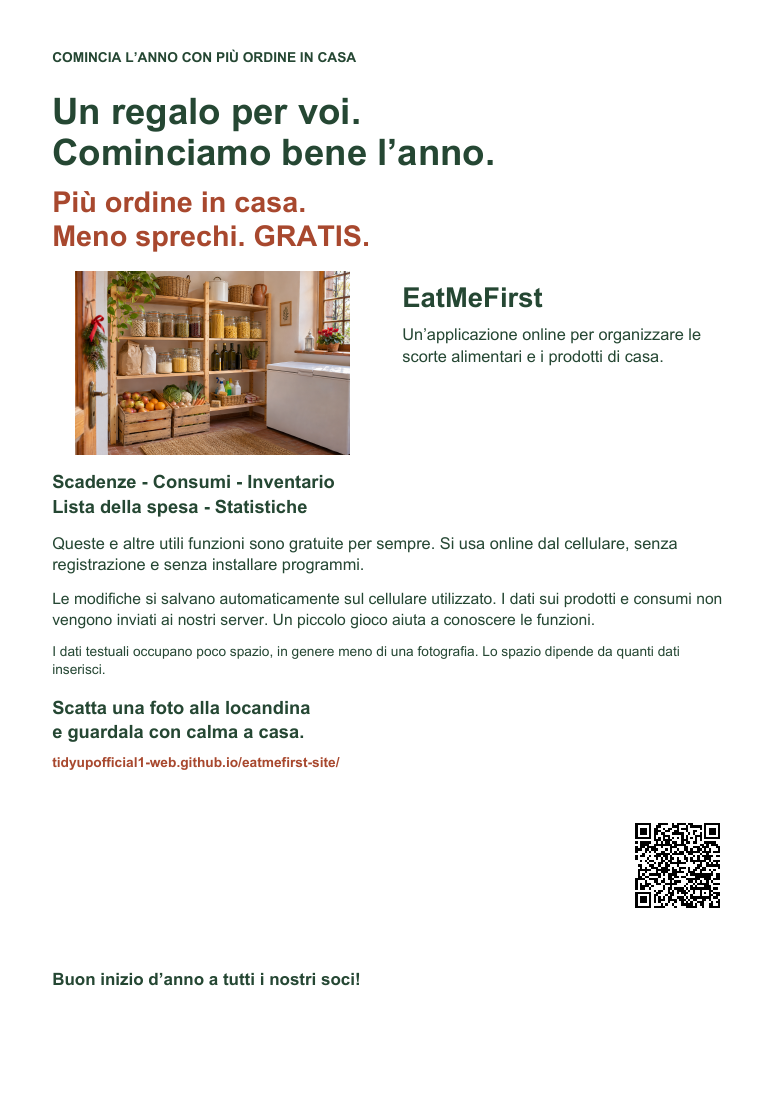 COMINCIA L’ANNO CON PIÙ ORDINE IN CASA
Un regalo per voi.
Cominciamo bene l’anno.
Più ordine in casa.
Meno sprechi. GRATIS.
EatMeFirst
Un’applicazione online per organizzare le
scorte alimentari e i prodotti di casa.
Scadenze - Consumi - Inventario
Lista della spesa - Statistiche
Queste e altre utili funzioni sono gratuite per sempre. Si usa online dal cellulare, senza
registrazione e senza installare programmi.
Le modifiche si salvano automaticamente sul cellulare utilizzato. I dati sui prodotti e consumi non
vengono inviati ai nostri server. Un piccolo gioco aiuta a conoscere le funzioni.
I dati testuali occupano poco spazio, in genere meno di una fotografia. Lo spazio dipende da quanti dati
inserisci.
Scatta una foto alla locandina
e guardala con calma a casa.
tidyupofficial1-web.github.io/eatmefirst-site/
Buon inizio d’anno a tutti i nostri soci!